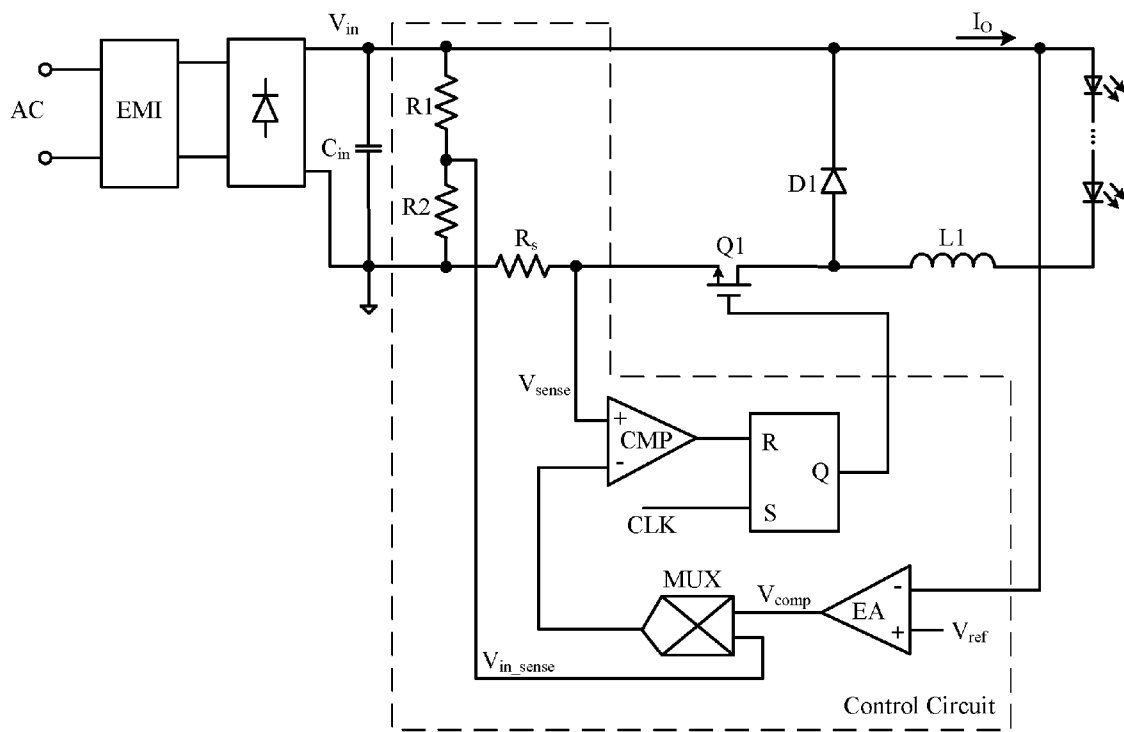 V_in
I_O
AC
EMI
R1
C_in
R2
D1
R_s
Q1
L1
V_sense
+
CMP
-
R
Q
S
CLK
MUX
V_comp
EA
-
+
V_ref
V_in_sense
Control Circuit